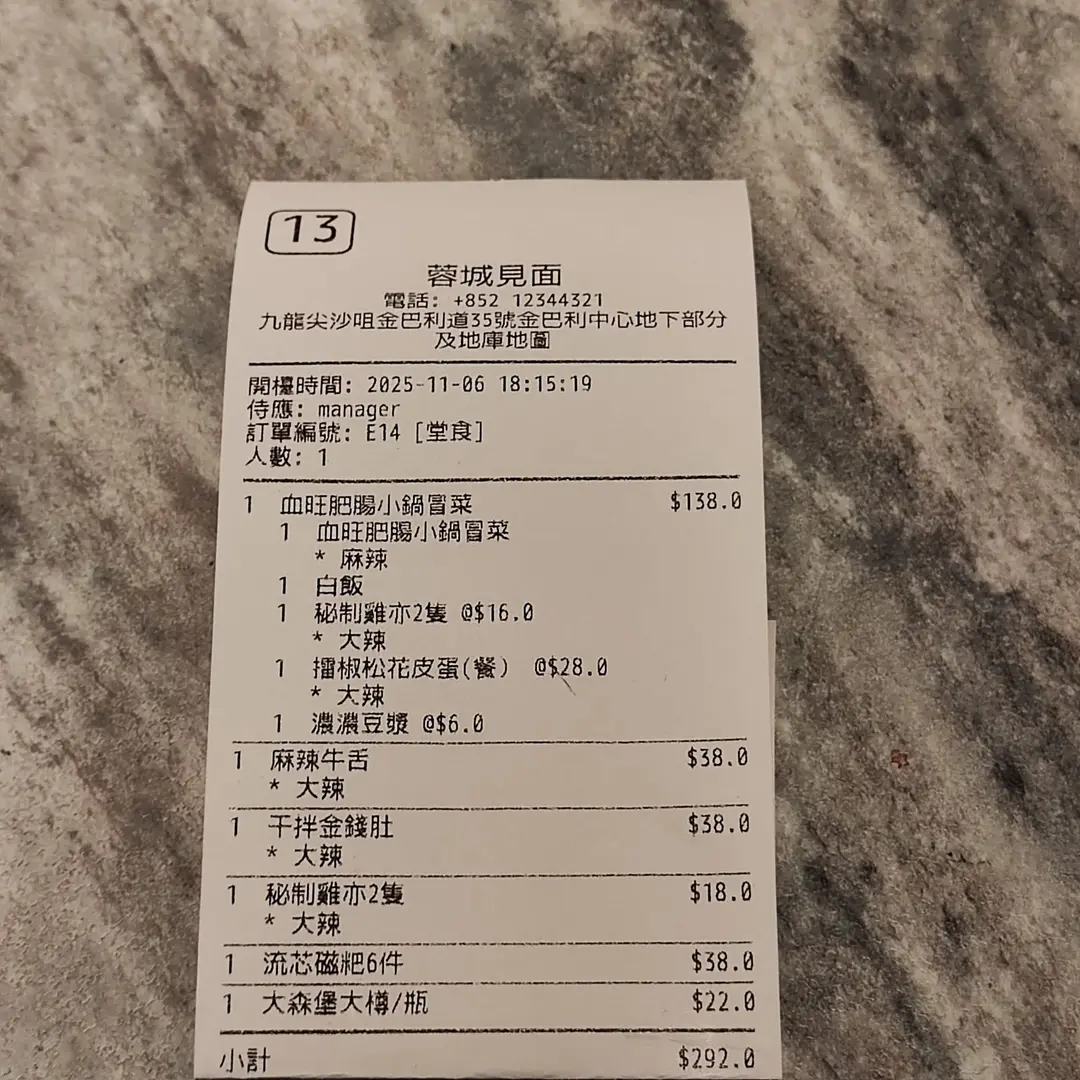 13
蓉城見面
電話: +852 12344321
九龍尖沙咀金巴利道35號金巴利中心地下部分
及地庫地圖
開檯時間: 2025-11-06 18:15:19
侍應: manager
訂單編號: E14 [堂食]
人數: 1
1 血旺肥腸小鍋冒菜 $138.0
1 血旺肥腸小鍋冒菜
* 麻辣
1 白飯
1 秘制雞亦2隻 @$16.0
* 大辣
1 擂椒松花皮蛋(餐) @$28.0
* 大辣
1 濃濃豆漿 @$6.0
1 麻辣牛舌 $38.0
* 大辣
1 干拌金錢肚 $38.0
* 大辣
1 秘制雞亦2隻 $18.0
* 大辣
1 流芯磁粑6件 $38.0
1 大森堡大樽/瓶 $22.0
小計 $292.0